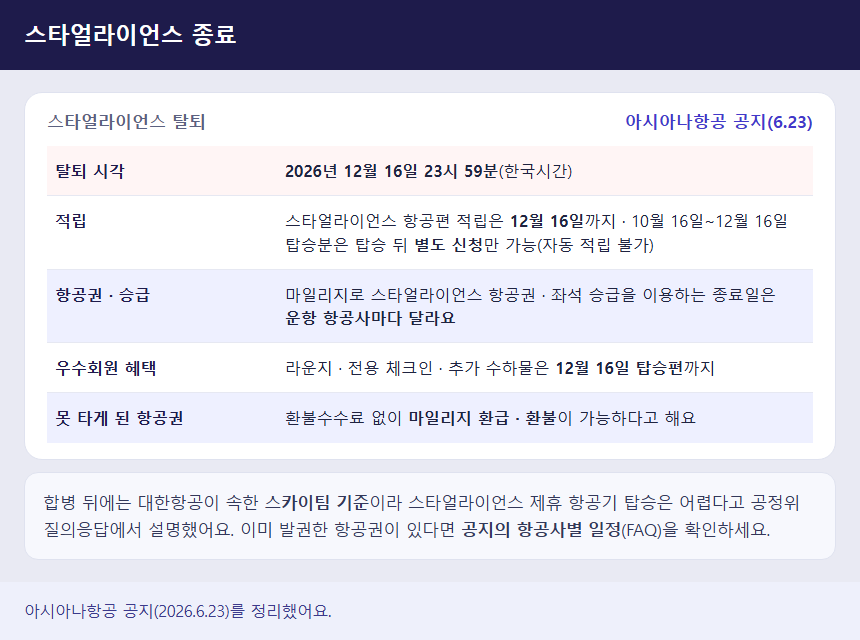 스타얼라이언스 종료
스타얼라이언스 탈퇴
아시아나항공 공지(6.23)
탈퇴 시각
2026년 12월 16일 23시 59분(한국시간)
적립
스타얼라이언스 항공편 적립은 12월 16일까지 · 10월 16일~12월 16일
탑승분은 탑승 뒤 별도 신청만 가능(자동 적립 불가)
항공권 · 승급
마일리지로 스타얼라이언스 항공권 · 좌석 승급을 이용하는 종료일은
운항 항공사마다 달라요
우수회원 혜택
라운지 · 전용 체크인 · 추가 수하물은 12월 16일 탑승편까지
못 타게 된 항공권
환불수수료 없이 마일리지 환급 · 환불이 가능하다고 해요
합병 뒤에는 대한항공이 속한 스카이팀 기준이라 스타얼라이언스 제휴 항공기 탑승은 어렵다고 공정위
질의응답에서 설명했어요. 이미 발권한 항공권이 있다면 공지의 항공사별 일정(FAQ)을 확인하세요.
아시아나항공 공지(2026.6.23)를 정리했어요.